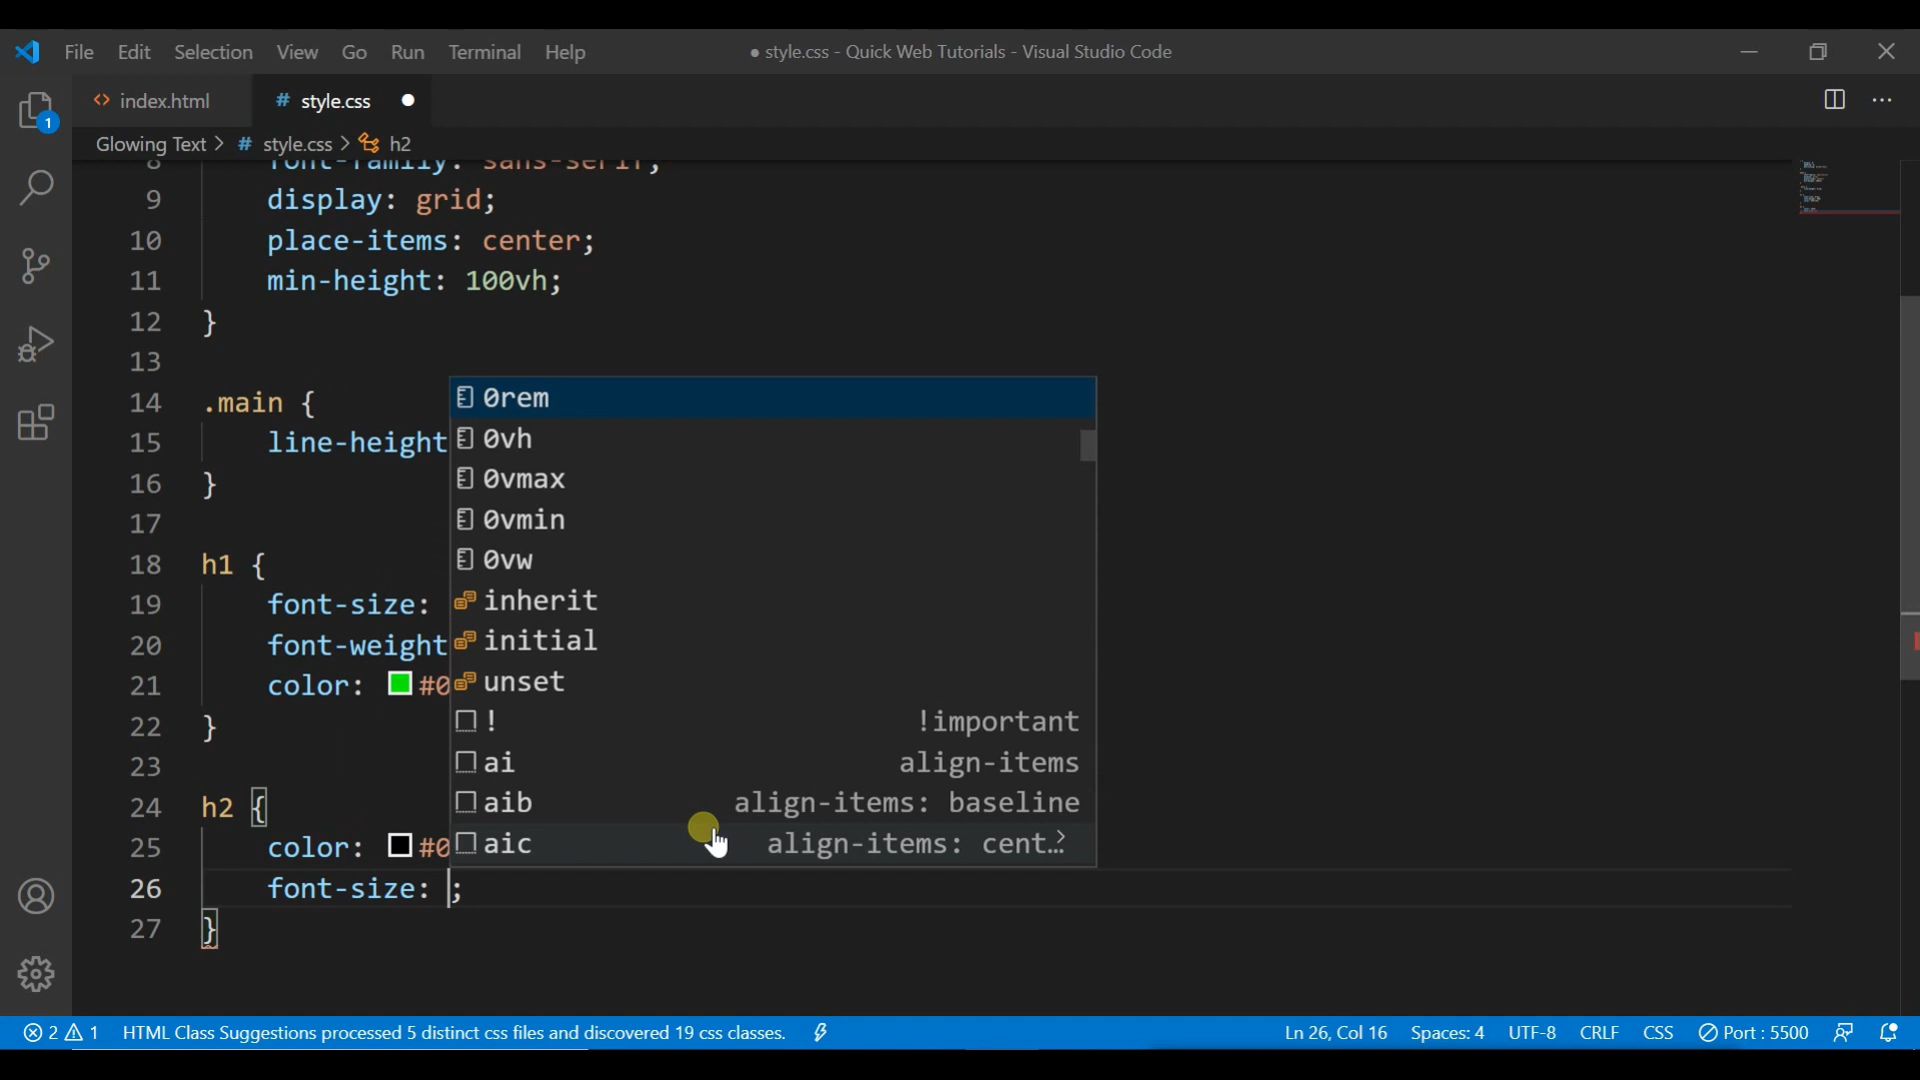 File Edit Selection View Go Run Terminal Help ● style.css - Quick Web Tutorials - Visual Studio Code
index.html # style.css ●
Glowing Text > # style.css > h2
8 font-family: sans-serif;
9 display: grid;
10 place-items: center;
11 min-height: 100vh;
12 }
13
14 .main {
15 line-height
16 }
17
18 h1 {
19 font-size:
20 font-weight
21 color: #0
22 }
23
24 h2 {
25 color: #0
26 font-size: ;
27 }
0rem
0vh
0vmax
0vmin
0vw
inherit
initial
unset
! !important
ai align-items
aib align-items: baseline
aic align-items: cent…
1
2 1 HTML Class Suggestions processed 5 distinct css files and discovered 19 css classes. Ln 26, Col 16 Spaces: 4 UTF-8 CRLF CSS Port : 5500